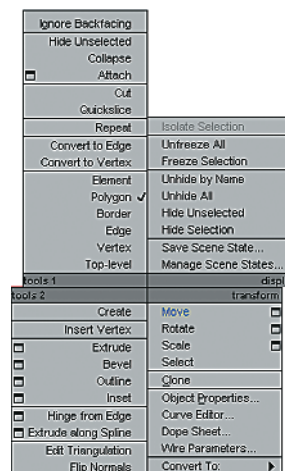 Ignore Backfacing
Hide Unselected
Collapse
Attach
Cut
Quickslice
Repeat
Convert to Edge
Convert to Vertex
Element
Polygon
Border
Edge
Vertex
Top-level
tools 1
Isolate Selection
Unfreeze All
Freeze Selection
Unhide by Name
Unhide All
Hide Unselected
Hide Selection
Save Scene State...
Manage Scene States...
displ
tools 2
Create
Insert Vertex
Extrude
Bevel
Outline
Inset
Hinge from Edge
Extrude along Spline
Edit Triangulation
Flip Normals
transform
Move
Rotate
Scale
Select
Clone
Object Properties...
Curve Editor...
Dope Sheet...
Wire Parameters...
Convert To: